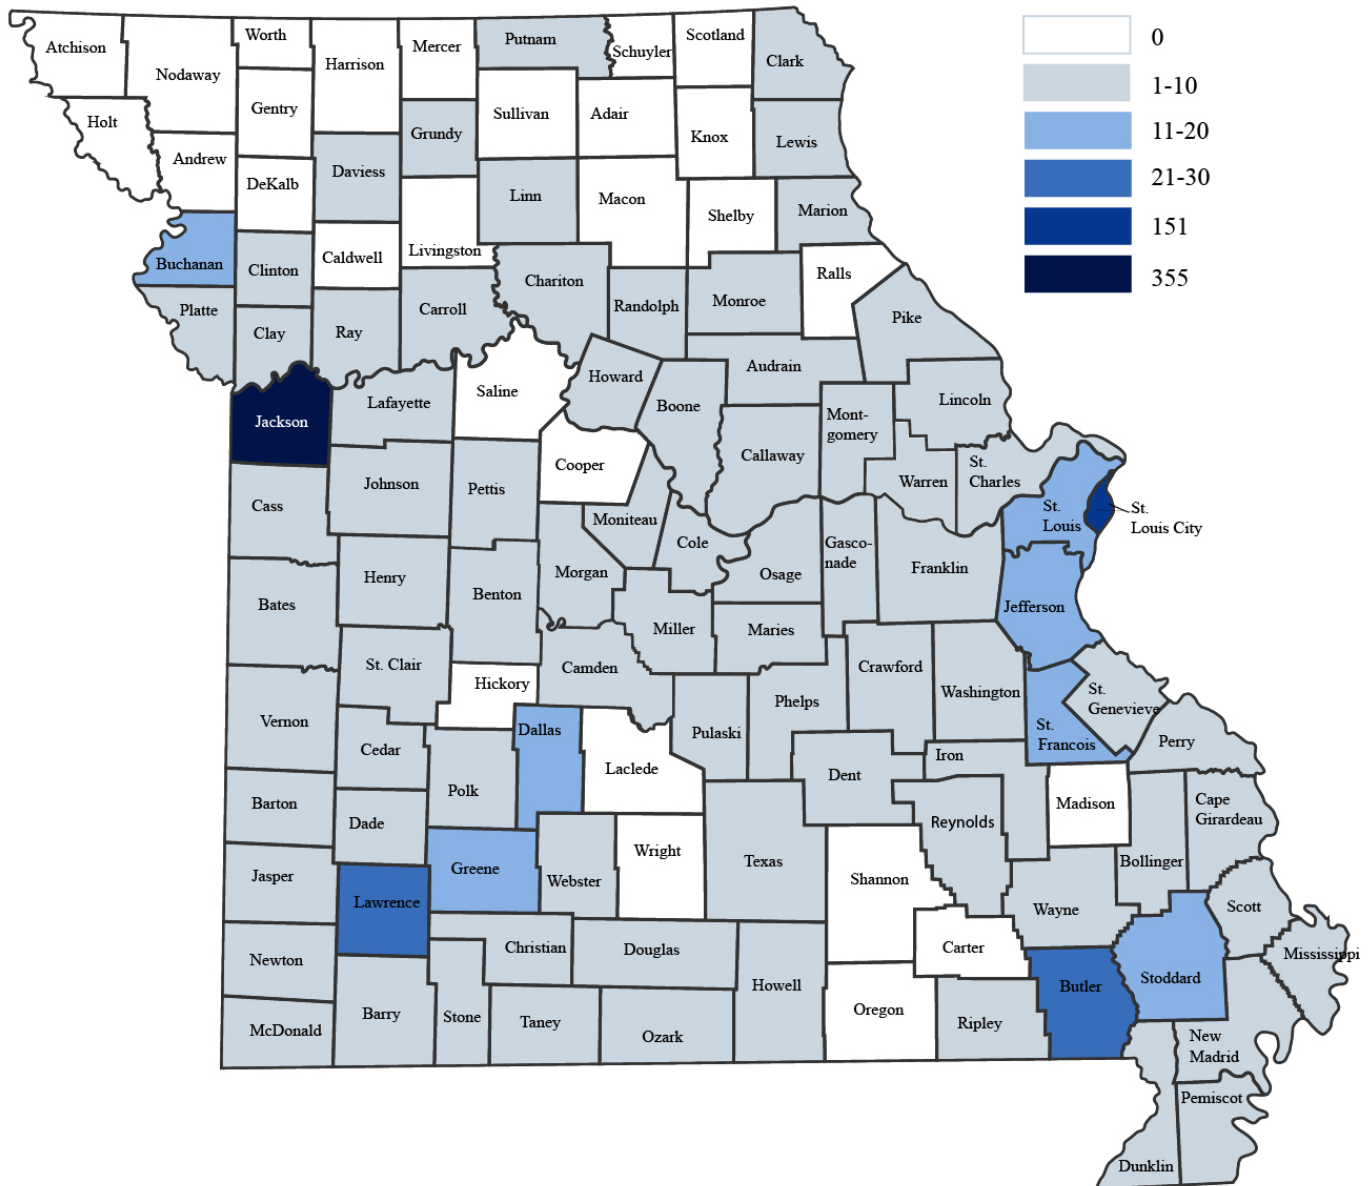 0
1-10
11-20
21-30
151
355
Atchison
Nodaway
Worth
Harrison
Mercer
Putnam
Schuyler
Scotland
Clark
Gentry
Holt
Grundy
Sullivan
Adair
Knox
Lewis
Andrew
DeKalb
Daviess
Linn
Macon
Shelby
Marion
Buchanan
Clinton
Caldwell
Livingston
Chariton
Randolph
Monroe
Ralls
Platte
Clay
Ray
Carroll
Pike
Audrain
Howard
Boone
Saline
Lafayette
Jackson
Lincoln
Mont-
gomery
Callaway
Cooper
Warren
St.
Charles
St.
Louis
St.
Louis City
Cass
Johnson
Pettis
Moniteau
Cole
Gasco-
nade
Osage
Franklin
Morgan
Bates
Henry
Benton
Jefferson
Miller
Maries
St. Clair
Camden
Crawford
Hickory
Washington
St.
Genevieve
Phelps
Pulaski
Vernon
Cedar
Dallas
St.
Francois
Perry
Polk
Laclede
Dent
Iron
Barton
Dade
Madison
Cape
Girardeau
Reynolds
Jasper
Lawrence
Greene
Webster
Wright
Texas
Shannon
Bollinger
Wayne
Scott
Newton
Christian
Douglas
Howell
Carter
Mississippi
Butler
Stoddard
McDonald
Barry
Stone
Taney
Ozark
Oregon
Ripley
New
Madrid
Pemiscot
Dunklin